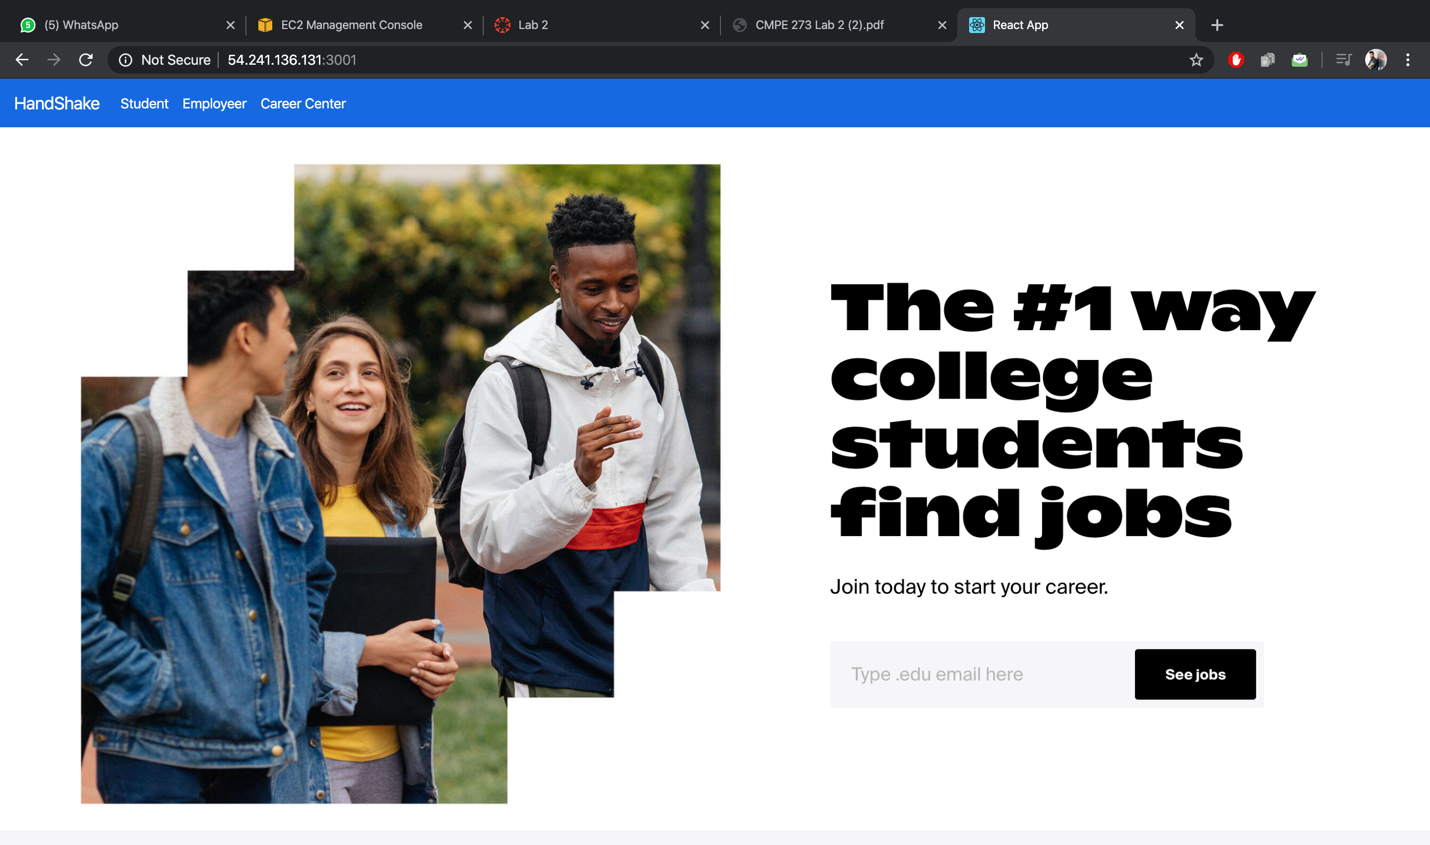 (5) WhatsApp
EC2 Management Console
Lab 2
CMPE 273 Lab 2 (2).pdf
React App
Not Secure
54.241.136.131:3001
HandShake
Student
Employeer
Career Center
The #1 way
college
students
find jobs
Join today to start your career.
Type .edu email here
See jobs